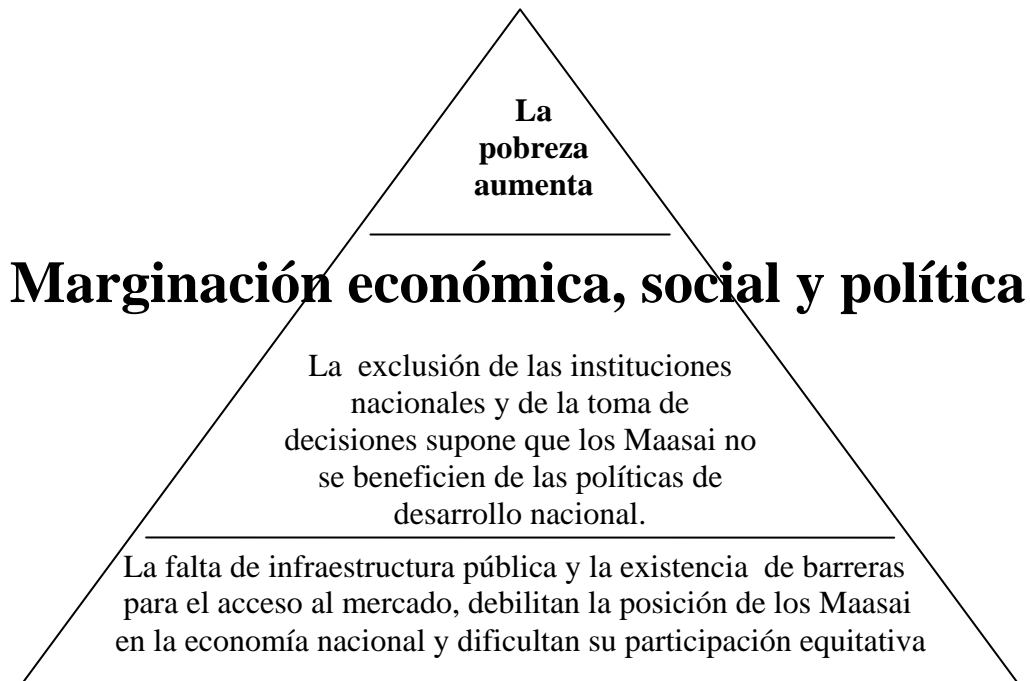 La
pobreza
aumenta
Marginación económica, social y política
La exclusión de las instituciones
nacionales y de la toma de
decisiones supone que los Maasai no
se beneficien de las políticas de
desarrollo nacional.
La falta de infraestructura pública y la existencia de barreras
para el acceso al mercado, debilitan la posición de los Maasai
en la economía nacional y dificultan su participación equitativa